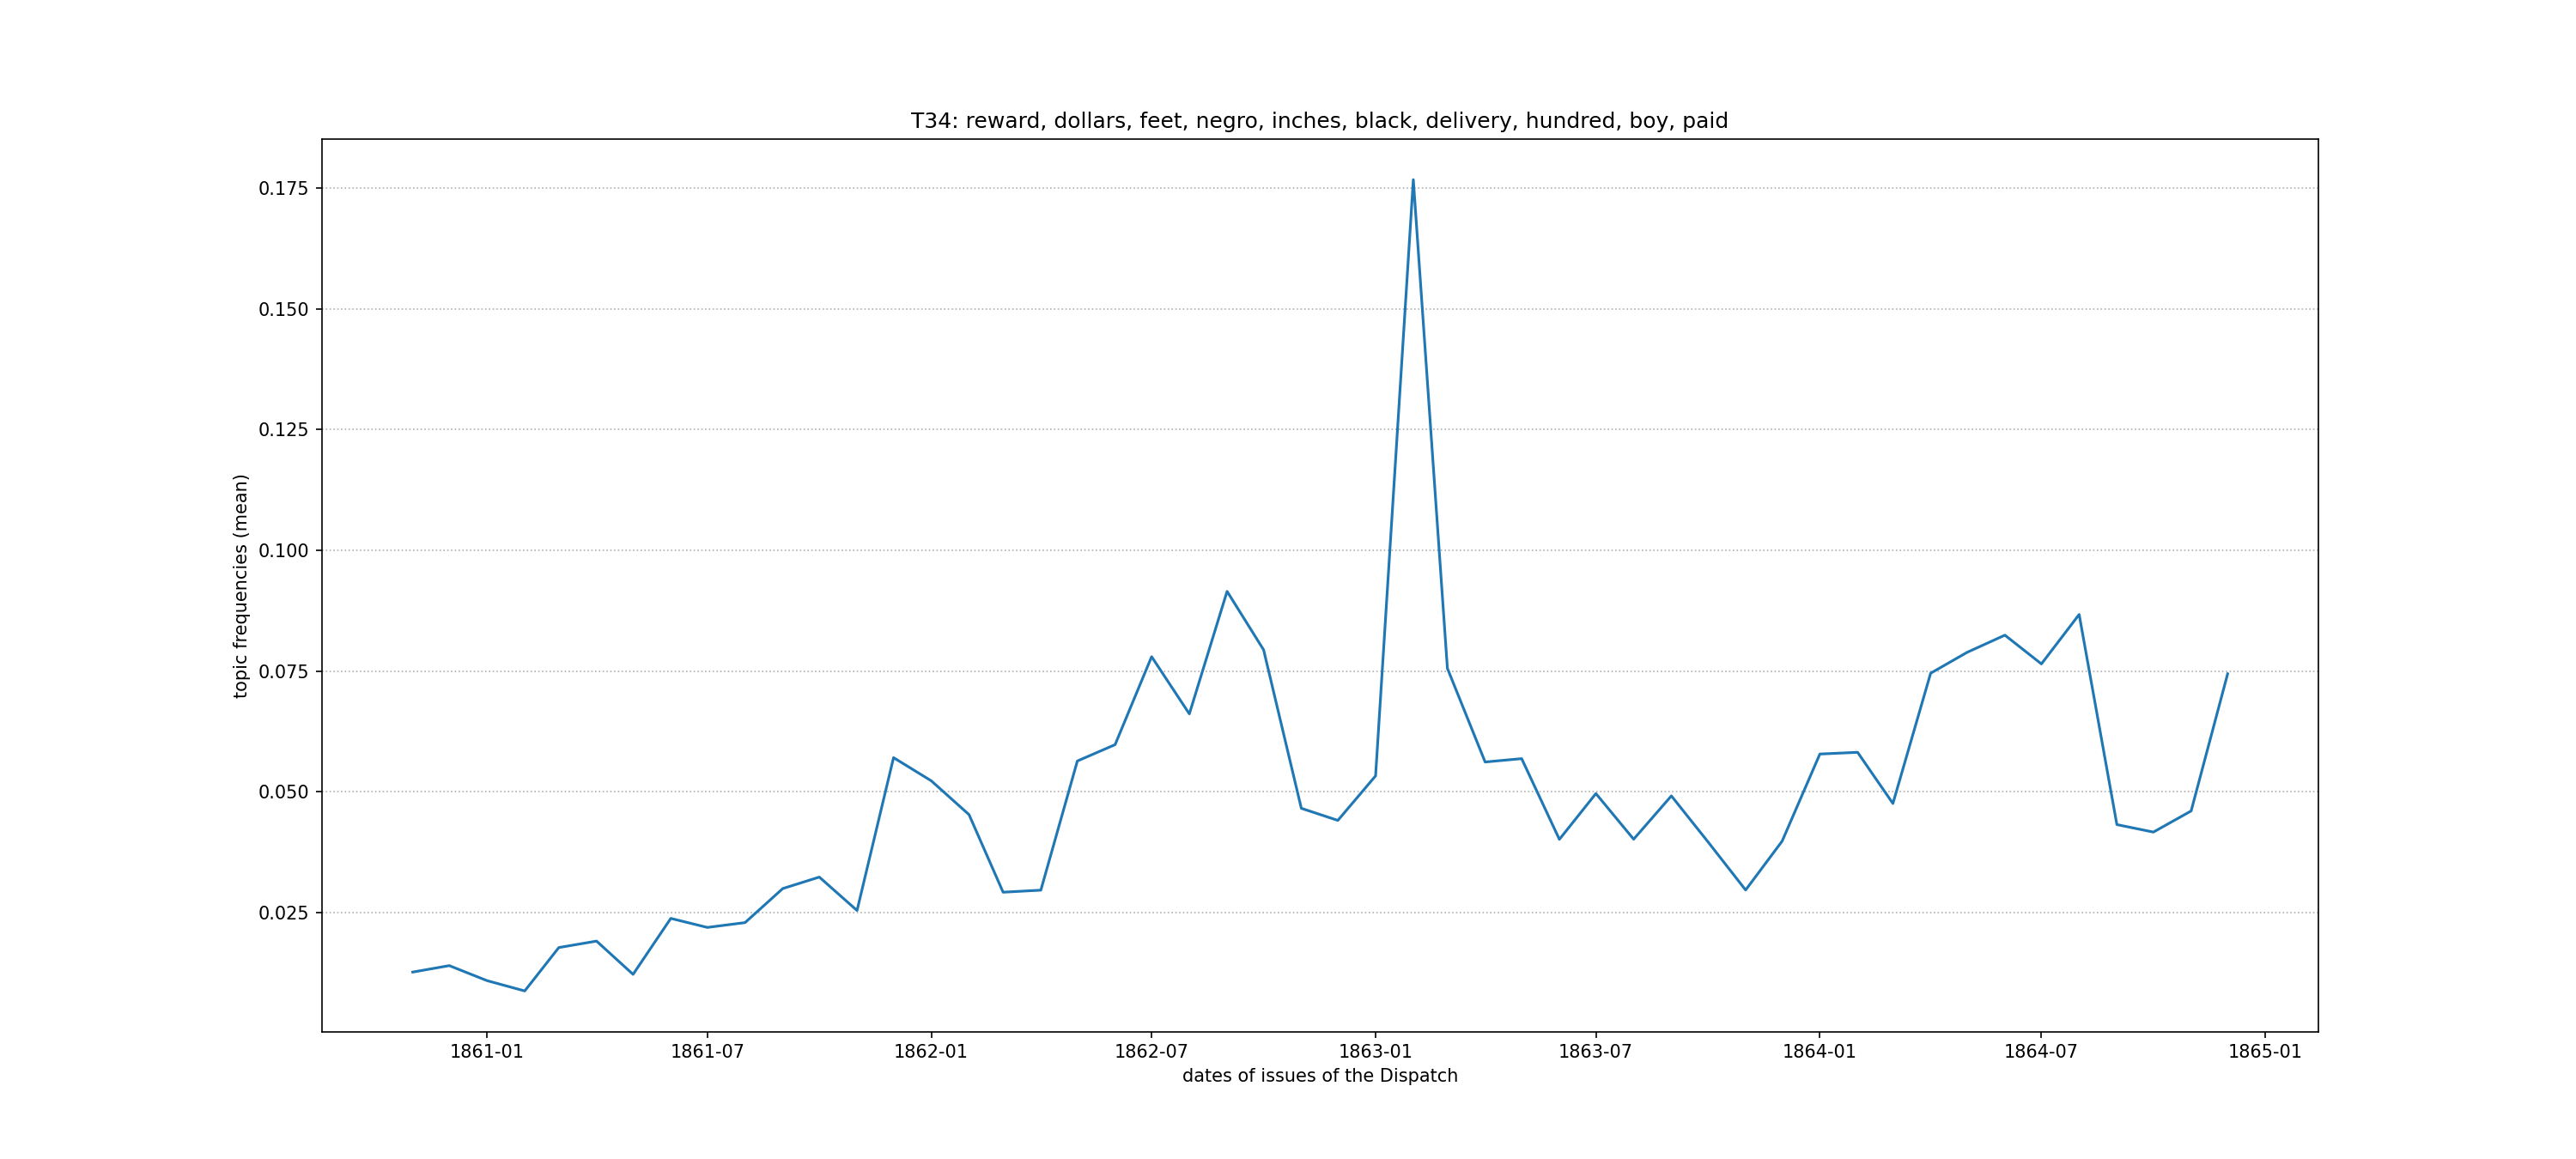 T34: reward, dollars, feet, negro, inches, black, delivery, hundred, boy, paid
0.175
0.150
0.125
0.100
0.075
0.050
0.025
topic frequencies (mean)
1861-01 1861-07 1862-01 1862-07 1863-01 1863-07 1864-01 1864-07 1865-01
dates of issues of the Dispatch